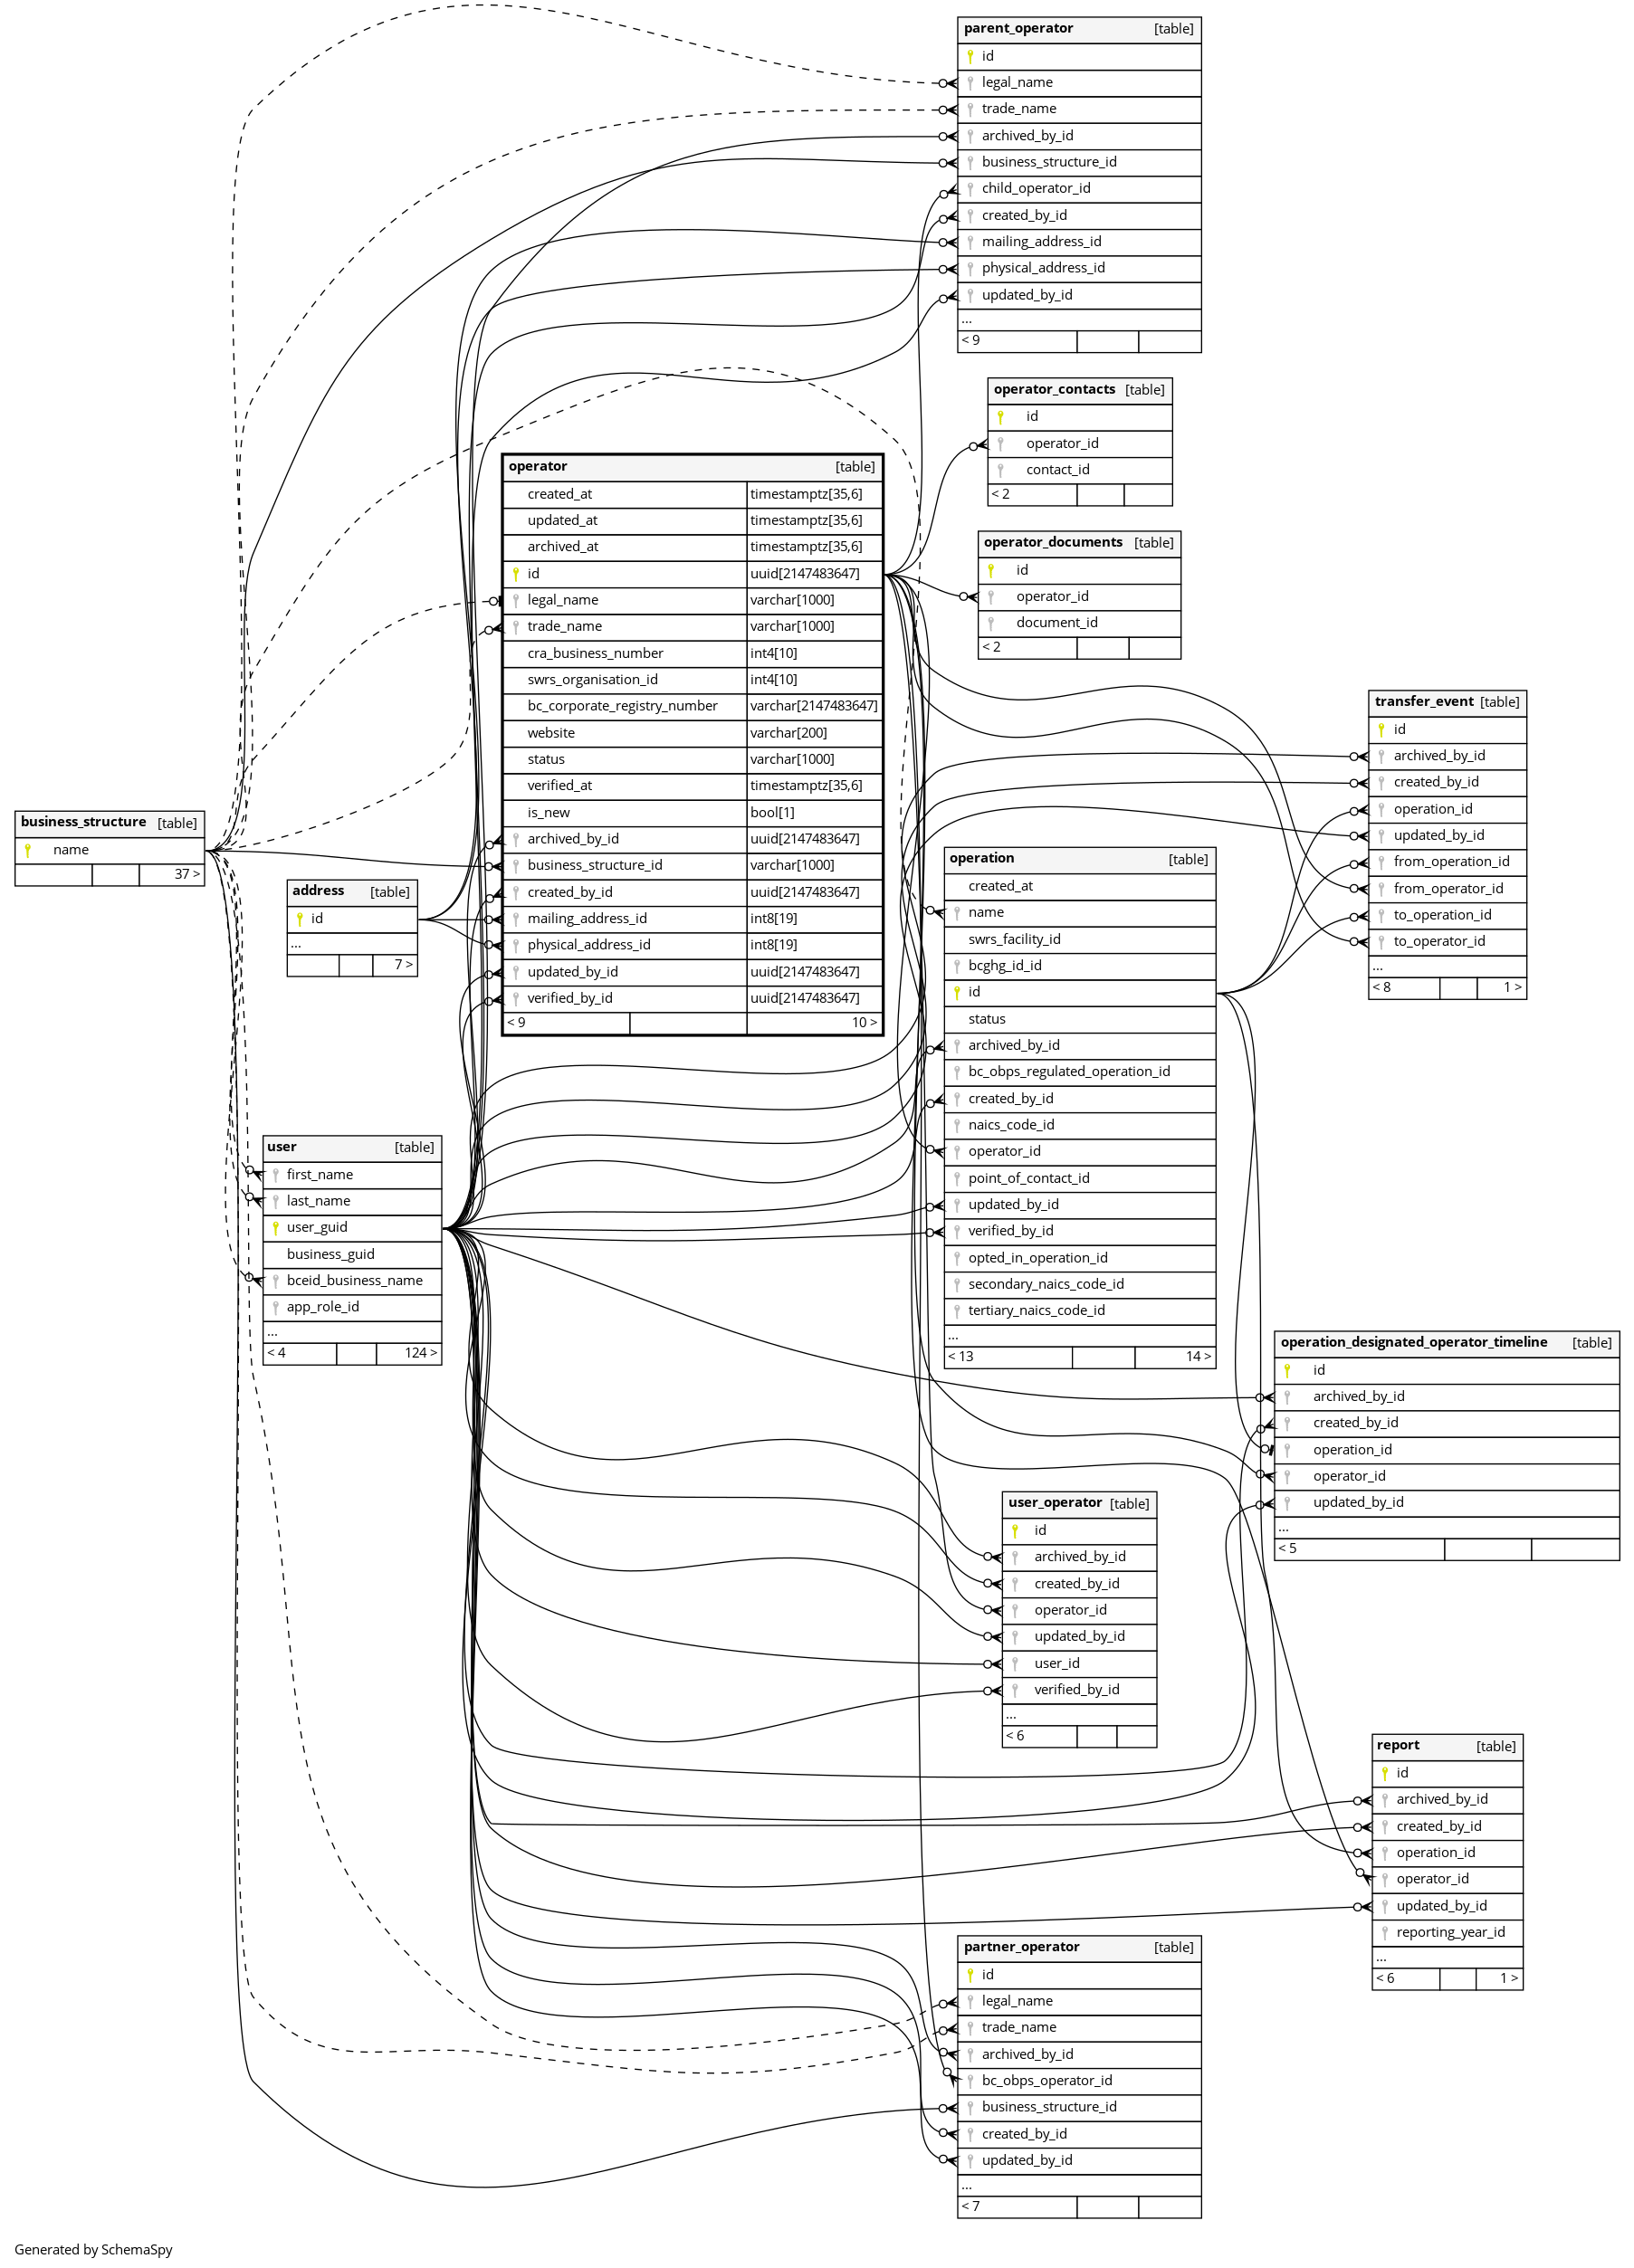 parent_operator [table]
id
legal_name
trade_name
archived_by_id
business_structure_id
child_operator_id
created_by_id
mailing_address_id
physical_address_id
updated_by_id
...
< 9
operator_contacts [table]
id
operator_id
contact_id
< 2
operator [table]
created_at timestamptz[35,6]
updated_at timestamptz[35,6]
archived_at timestamptz[35,6]
id uuid[2147483647]
legal_name varchar[1000]
trade_name varchar[1000]
cra_business_number int4[10]
swrs_organisation_id int4[10]
bc_corporate_registry_number varchar[2147483647]
website varchar[200]
status varchar[1000]
verified_at timestamptz[35,6]
is_new bool[1]
archived_by_id uuid[2147483647]
business_structure_id varchar[1000]
created_by_id uuid[2147483647]
mailing_address_id int8[19]
physical_address_id int8[19]
updated_by_id uuid[2147483647]
verified_by_id uuid[2147483647]
< 9 10 >
operator_documents [table]
id
operator_id
document_id
< 2
transfer_event [table]
id
archived_by_id
created_by_id
operation_id
updated_by_id
from_operation_id
from_operator_id
to_operation_id
to_operator_id
...
< 8 1 >
business_structure [table]
name
37 >
address [table]
id
...
7 >
operation [table]
created_at
name
swrs_facility_id
bcghg_id_id
id
status
archived_by_id
bc_obps_regulated_operation_id
created_by_id
naics_code_id
operator_id
point_of_contact_id
updated_by_id
verified_by_id
opted_in_operation_id
secondary_naics_code_id
tertiary_naics_code_id
...
< 13 14 >
user [table]
first_name
last_name
user_guid
business_guid
bceid_business_name
app_role_id
...
< 4 124 >
operation_designated_operator_timeline [table]
id
archived_by_id
created_by_id
operation_id
operator_id
updated_by_id
...
< 5
user_operator [table]
id
archived_by_id
created_by_id
operator_id
updated_by_id
user_id
verified_by_id
...
< 6
report [table]
id
archived_by_id
created_by_id
operation_id
operator_id
updated_by_id
reporting_year_id
...
< 6 1 >
partner_operator [table]
id
legal_name
trade_name
archived_by_id
bc_obps_operator_id
business_structure_id
created_by_id
updated_by_id
...
< 7
Generated by SchemaSpy